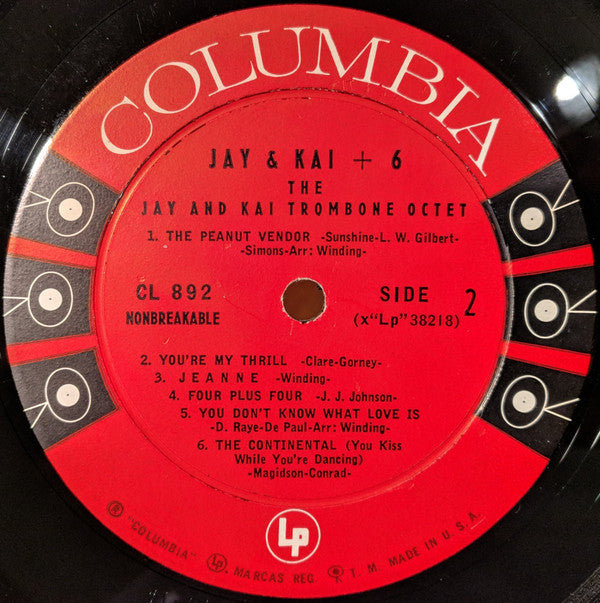 COLUMBIA
JAY & KAI + 6
THE
JAY AND KAI TROMBONE OCTET
1. THE PEANUT VENDOR -Sunshine-L. W. Gilbert-
-Simons-Arr: Winding-
CL 892
NONBREAKABLE
SIDE 2
(x"Lp"38218)
2. YOU'RE MY THRILL -Clare-Gorney-
3. JEANNE -Winding-
4. FOUR PLUS FOUR -J. J. Johnson-
5. YOU DON'T KNOW WHAT LOVE IS
-D. Raye-De Paul-Arr: Winding-
6. THE CONTINENTAL (You Kiss
While You're Dancing)
-Magidson-Conrad-
Lp
® "COLUMBIA" Lp MARCAS REG. T. M. MADE IN U. S. A.